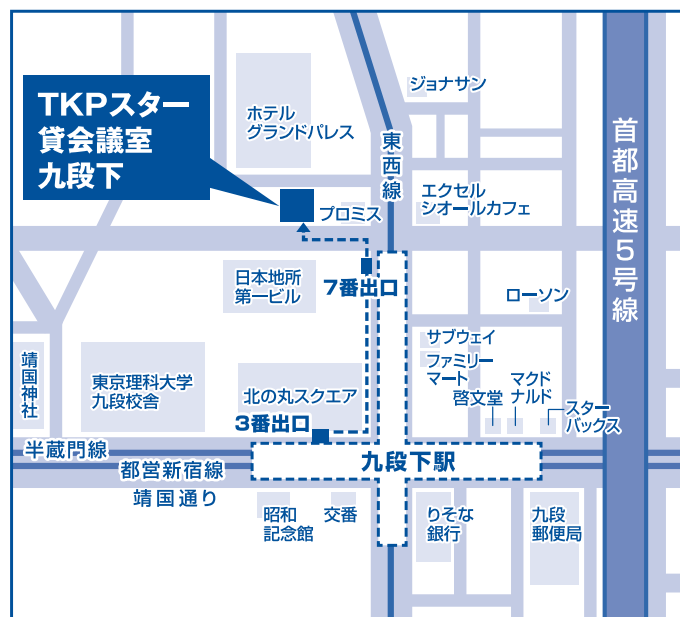 TKPスター
貸会議室
九段下
ホテル
グランドパレス
ジョナサン
東西線
首都高速5号線
プロミス
エクセル
シオールカフェ
日本地所
第一ビル
7番出口
ローソン
靖国神社
東京理科大学
九段校舎
北の丸スクエア
サブウェイ
ファミリー
マート
啓文堂
マクド
ナルド
スター
バックス
3番出口
半蔵門線
都営新宿線
九段下駅
靖国通り
昭和
記念館
交番
りそな
銀行
九段
郵便局